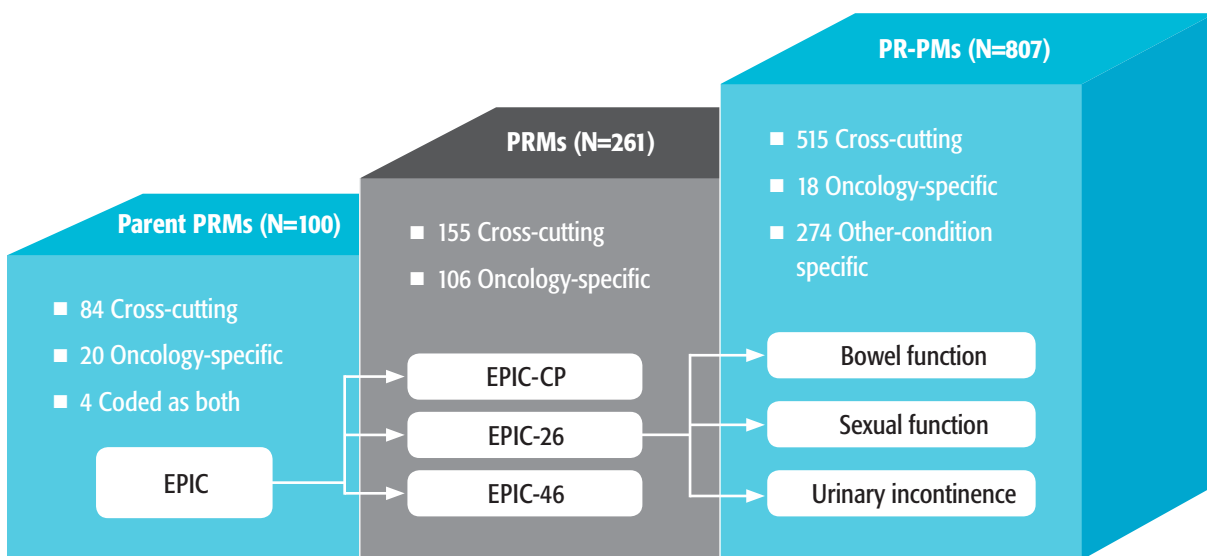 Parent PRMs (N=100)
■ 84 Cross-cutting
■ 20 Oncology-specific
■ 4 Coded as both
EPIC
PRMs (N=261)
■ 155 Cross-cutting
■ 106 Oncology-specific
EPIC-CP
EPIC-26
EPIC-46
PR-PMs (N=807)
■ 515 Cross-cutting
■ 18 Oncology-specific
■ 274 Other-condition
specific
Bowel function
Sexual function
Urinary incontinence